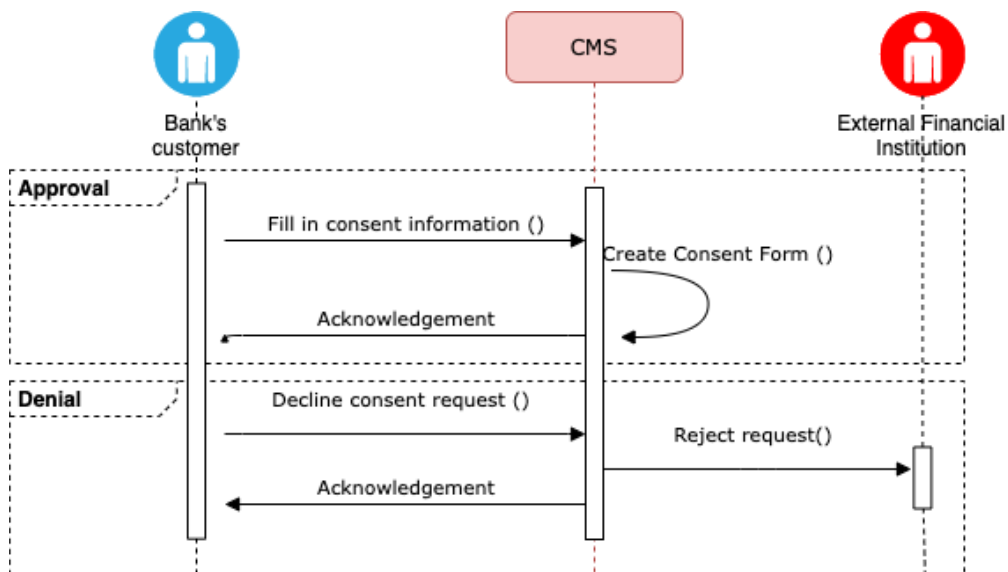 CMS
Bank's
customer
External Financial
Institution
Approval
Fill in consent information ()
Create Consent Form ()
Acknowledgement
Denial
Decline consent request ()
Reject request()
Acknowledgement